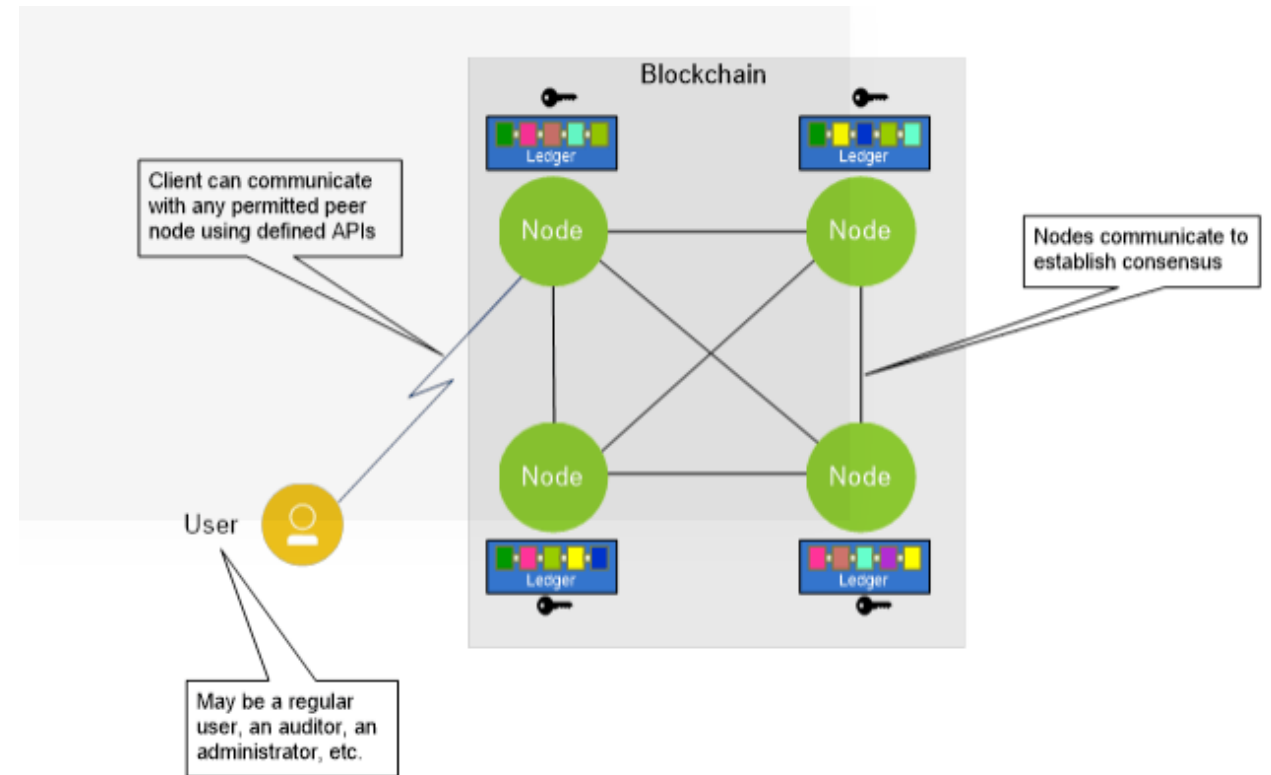 Blockchain
Ledger
Ledger
Client can communicate
with any permitted peer
node using defined APIs
Node
Node
Nodes communicate to
establish consensus
Node
Node
User
Ledger
Ledger
May be a regular
user, an auditor, an
administrator, etc.